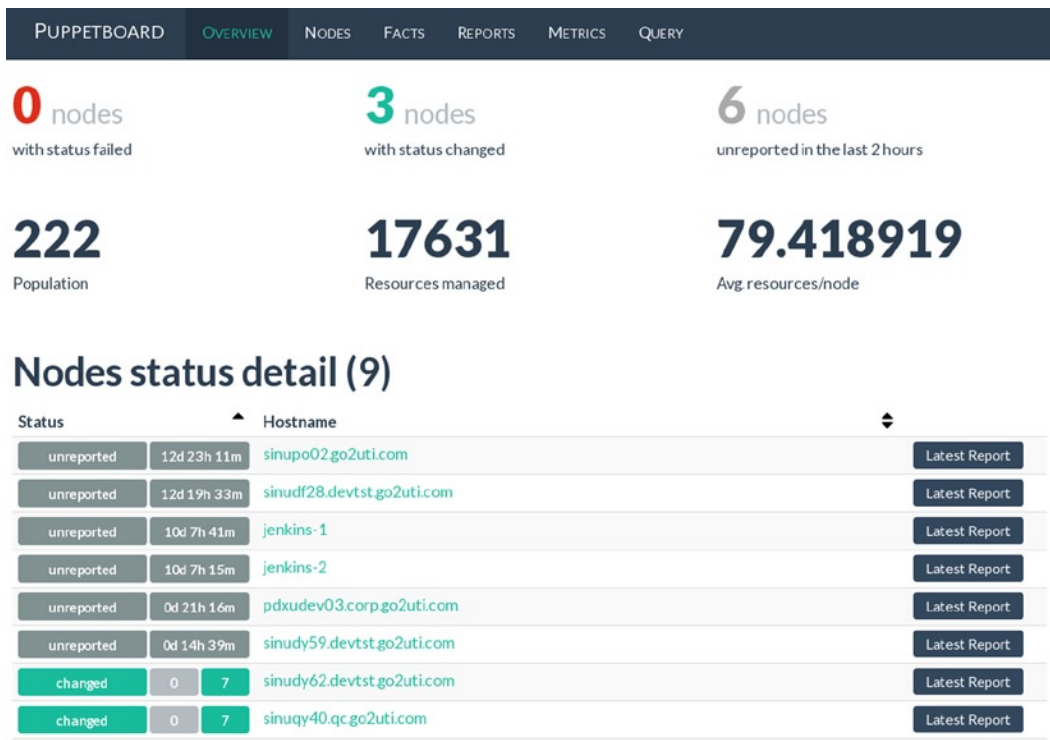 PUPPETBOARD OVERVIEW NODES FACTS REPORTS METRICS QUERY
0 nodes 3 nodes 6 nodes
with status failed with status changed unreported in the last 2 hours
222 17631 79.418919
Population Resources managed Avg. resources/node
Nodes status detail (9)
Status Hostname
unreported 12d 23h 11m sinupo02.go2uti.com Latest Report
unreported 12d 19h 33m sinudf28.devtst.go2uti.com Latest Report
unreported 10d 7h 41m jenkins-1 Latest Report
unreported 10d 7h 15m jenkins-2 Latest Report
unreported 0d 21h 16m pdxudev03.corp.go2uti.com Latest Report
unreported 0d 14h 39m sinudy59.devtst.go2uti.com Latest Report
changed 0 7 sinudy62.devtst.go2uti.com Latest Report
changed 0 7 sinuqy40.qc.go2uti.com Latest Report